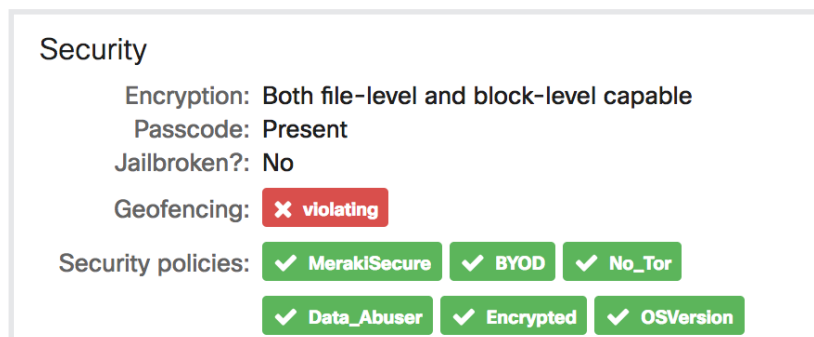 Security
Encryption: Both file-level and block-level capable
Passcode: Present
Jailbroken?: No
Geofencing: violating
Security policies: MerakiSecure BYOD No_Tor
Data_Abuser Encrypted OSVersion